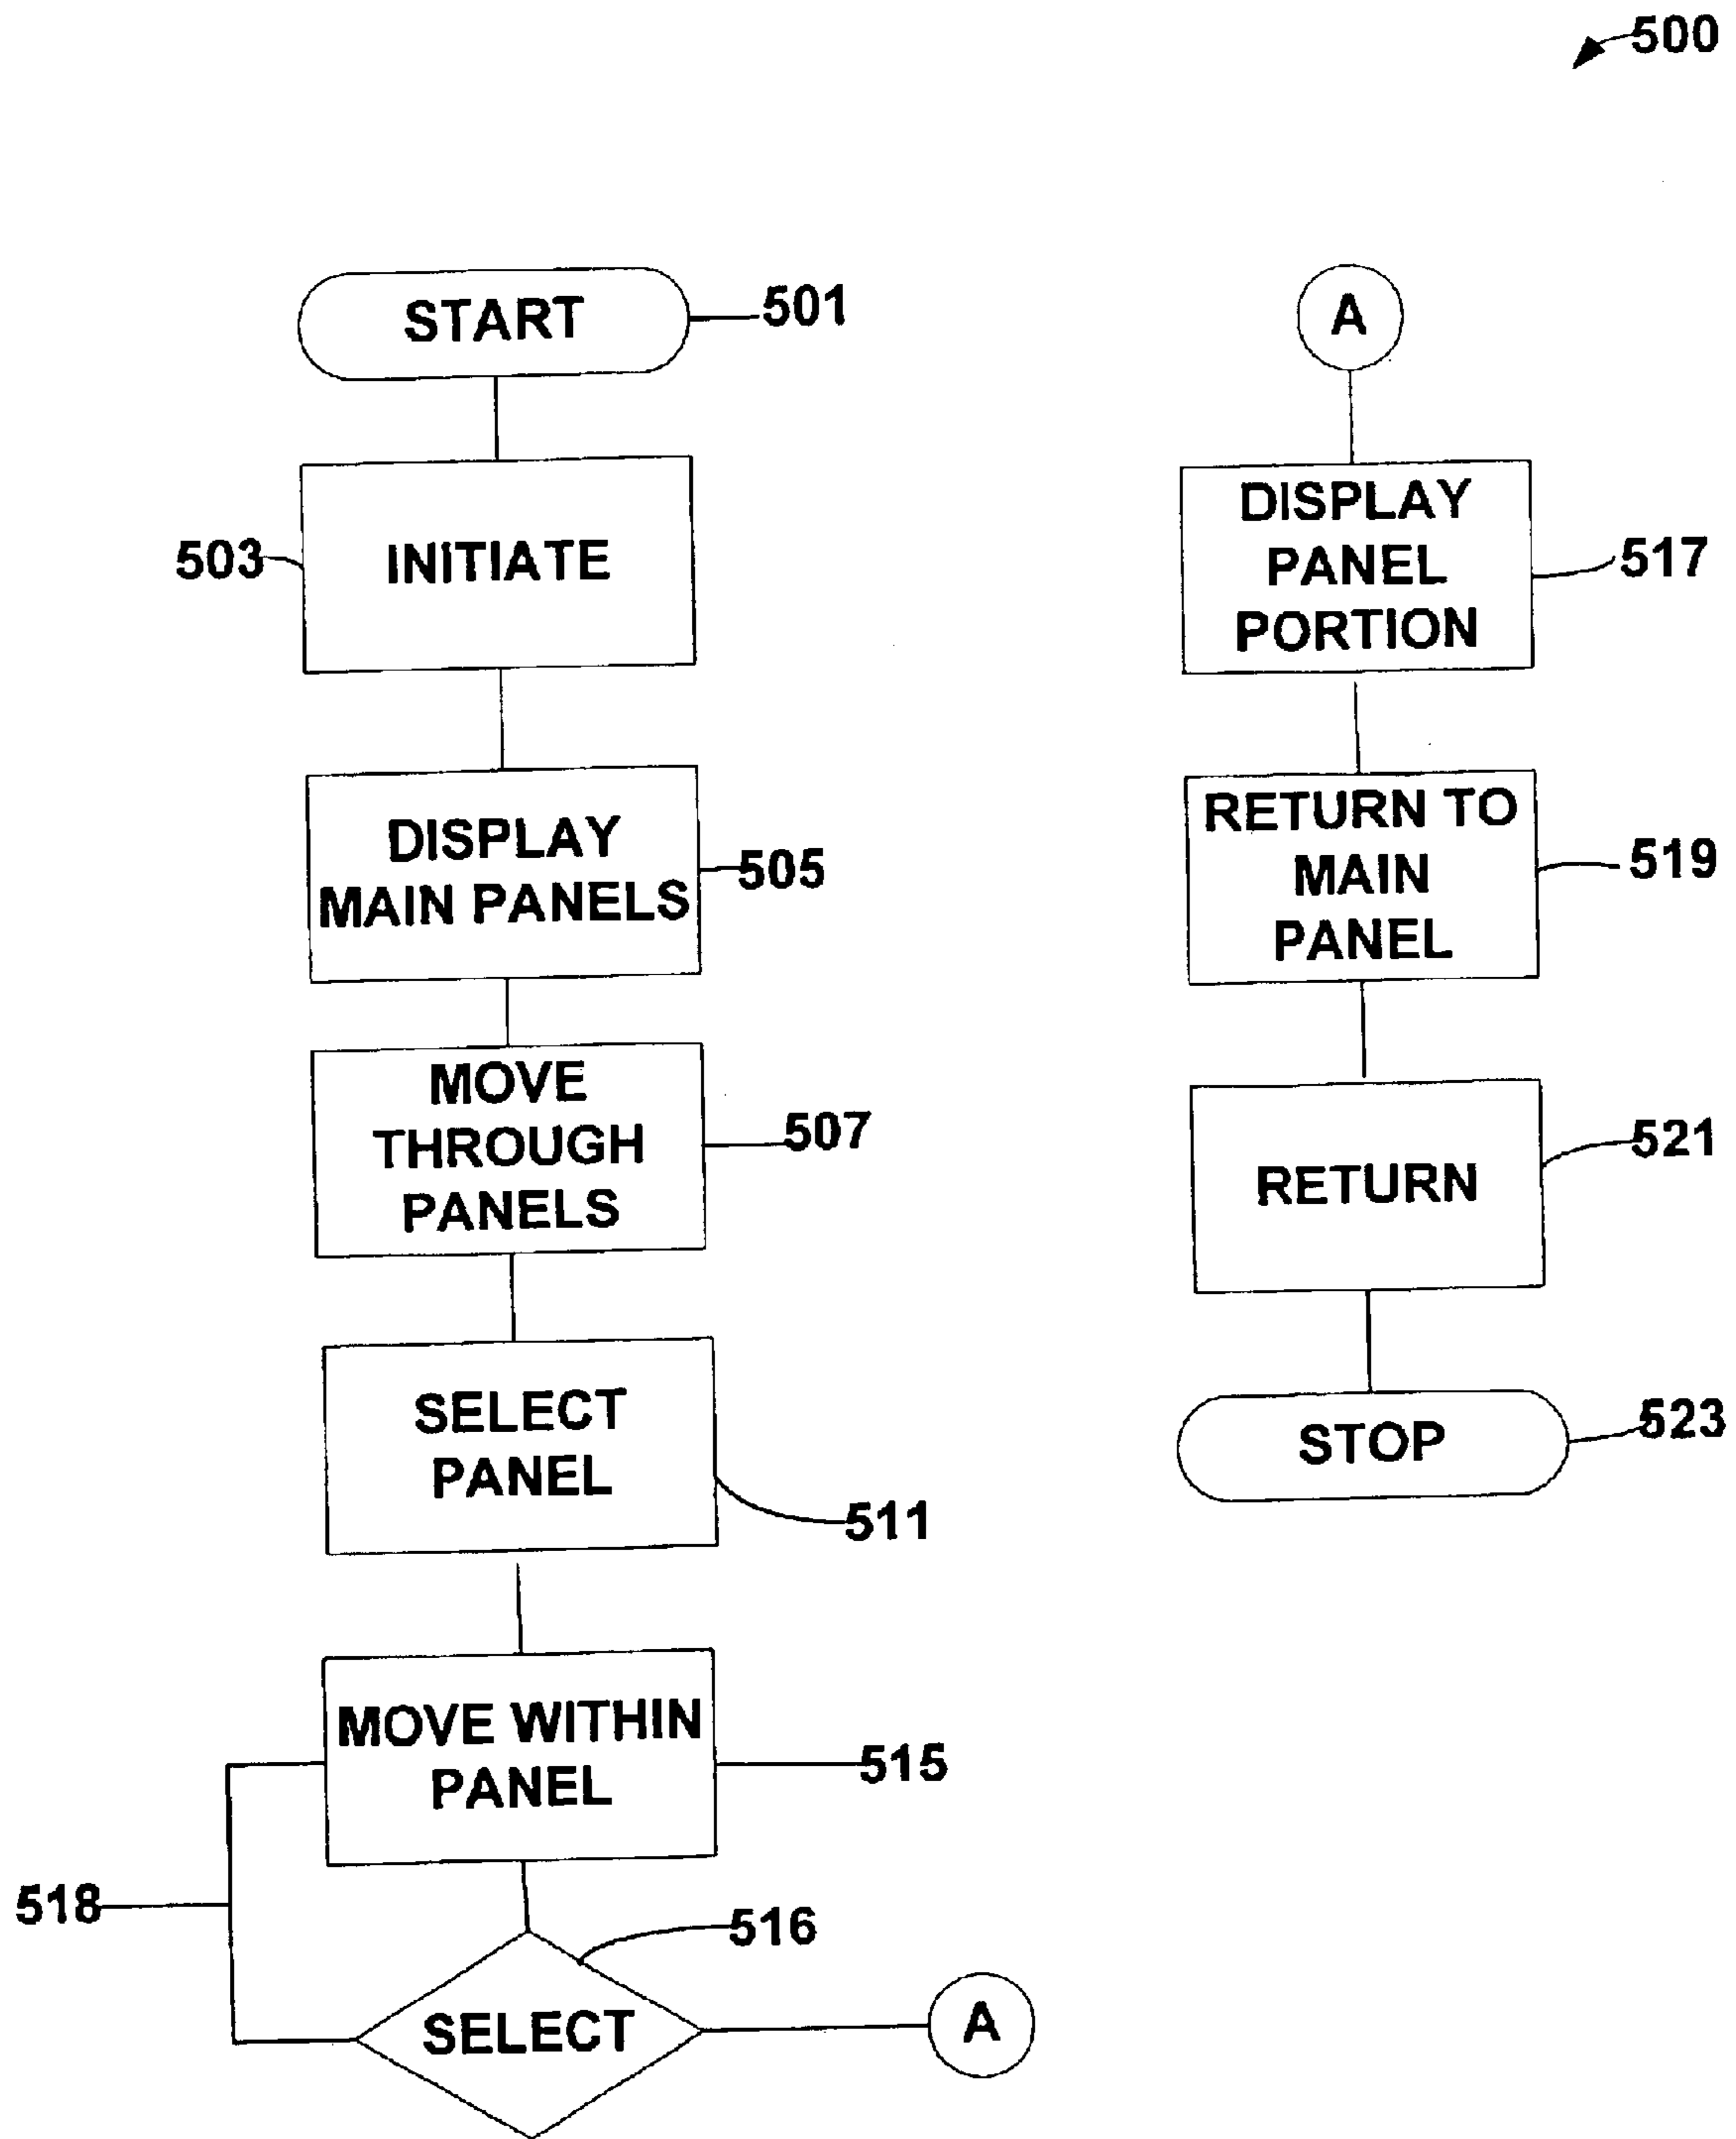 500
START
501
INITIATE
503
DISPLAY
MAIN PANELS
505
MOVE
THROUGH
PANELS
507
SELECT
PANEL
511
MOVE WITHIN
PANEL
515
518
516
SELECT
A
A
DISPLAY
PANEL
PORTION
517
RETURN TO
MAIN
PANEL
519
RETURN
521
STOP
523